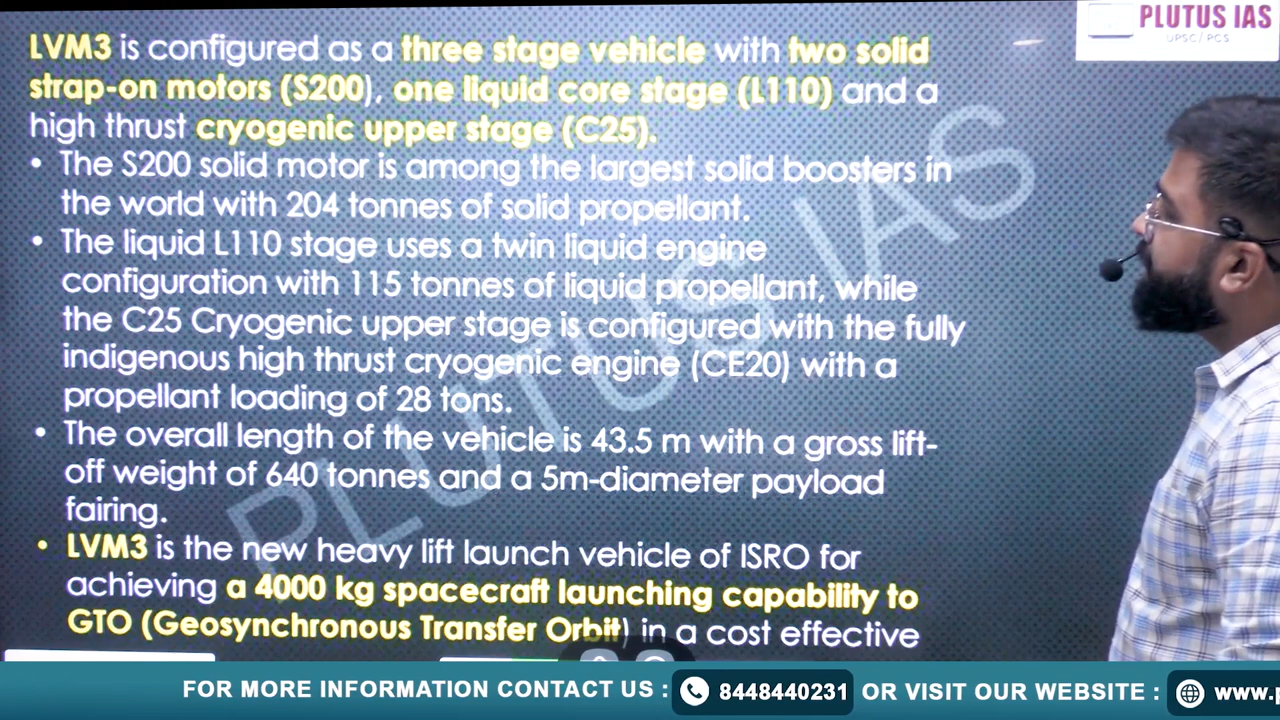 PLUTUS IAS
UPSC/PCS
LVM3 is configured as a three stage vehicle with two solid
strap-on motors (S200), one liquid core stage (L110) and a
high thrust cryogenic upper stage (C25).
• The S200 solid motor is among the largest solid boosters in
the world with 204 tonnes of solid propellant.
• The liquid L110 stage uses a twin liquid engine
configuration with 115 tonnes of liquid propellant, while
the C25 Cryogenic upper stage is configured with the fully
indigenous high thrust cryogenic engine (CE20) with a
propellant loading of 28 tons.
• The overall length of the vehicle is 43.5 m with a gross lift-
off weight of 640 tonnes and a 5m-diameter payload
fairing.
• LVM3 is the new heavy lift launch vehicle of ISRO for
achieving a 4000 kg spacecraft launching capability to
GTO (Geosynchronous Transfer Orbit) in a cost effective
PLUTUS IAS
FOR MORE INFORMATION CONTACT US : 8448440231 OR VISIT OUR WEBSITE : www.p